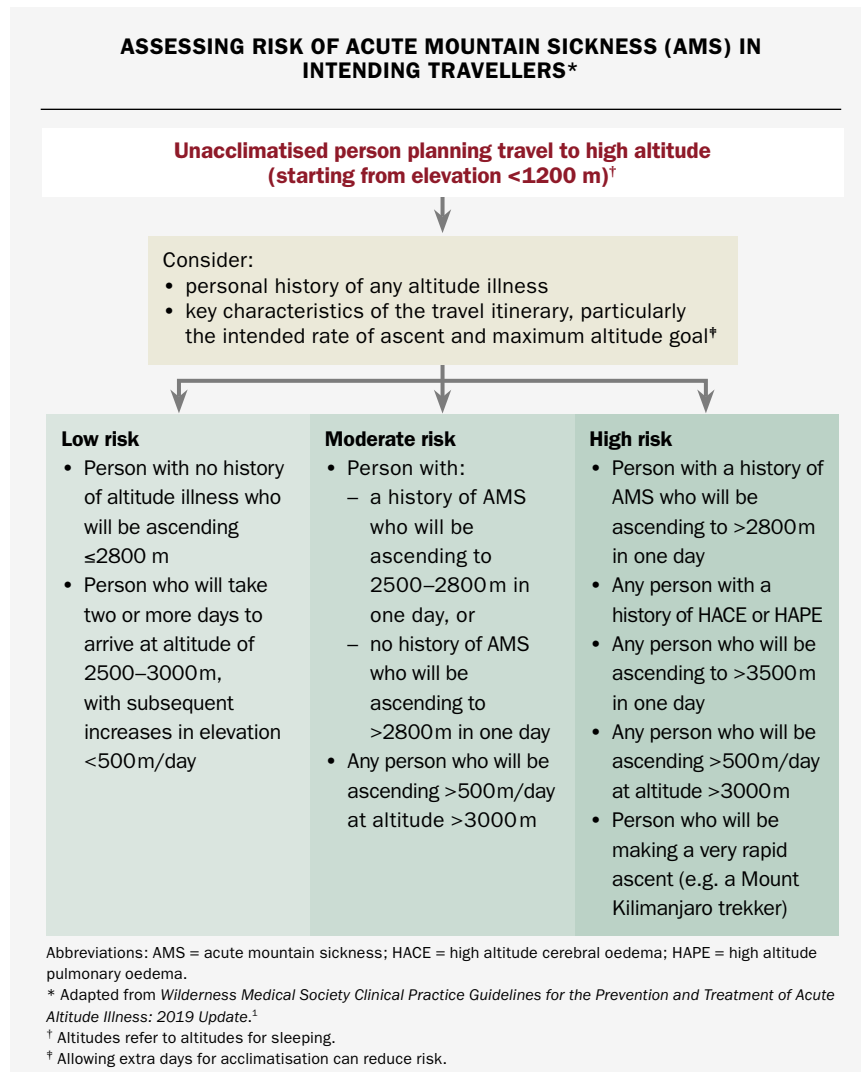 ASSESSING RISK OF ACUTE MOUNTAIN SICKNESS (AMS) IN
INTENDING TRAVELLERS*
Unacclimatised person planning travel to high altitude
(starting from elevation <1200 m)†
Consider:
• personal history of any altitude illness
• key characteristics of the travel itinerary, particularly
the intended rate of ascent and maximum altitude goal‡
Low risk
• Person with no history
of altitude illness who
will be ascending
≤2800 m
• Person who will take
two or more days to
arrive at altitude of
2500–3000m,
with subsequent
increases in elevation
<500m/day
Moderate risk
• Person with:
– a history of AMS
who will be
ascending to
2500–2800m in
one day, or
– no history of AMS
who will be
ascending to
>2800m in one day
• Any person who will be
ascending >500m/day
at altitude >3000m
High risk
• Person with a history of
AMS who will be
ascending to >2800m
in one day
• Any person with a
history of HACE or HAPE
• Any person who will be
ascending to >3500m
in one day
• Any person who will be
ascending >500m/day
at altitude >3000m
• Person who will be
making a very rapid
ascent (e.g. a Mount
Kilimanjaro trekker)
Abbreviations: AMS = acute mountain sickness; HACE = high altitude cerebral oedema; HAPE = high altitude
pulmonary oedema.
* Adapted from Wilderness Medical Society Clinical Practice Guidelines for the Prevention and Treatment of Acute
Altitude Illness: 2019 Update.¹
† Altitudes refer to altitudes for sleeping.
‡ Allowing extra days for acclimatisation can reduce risk.